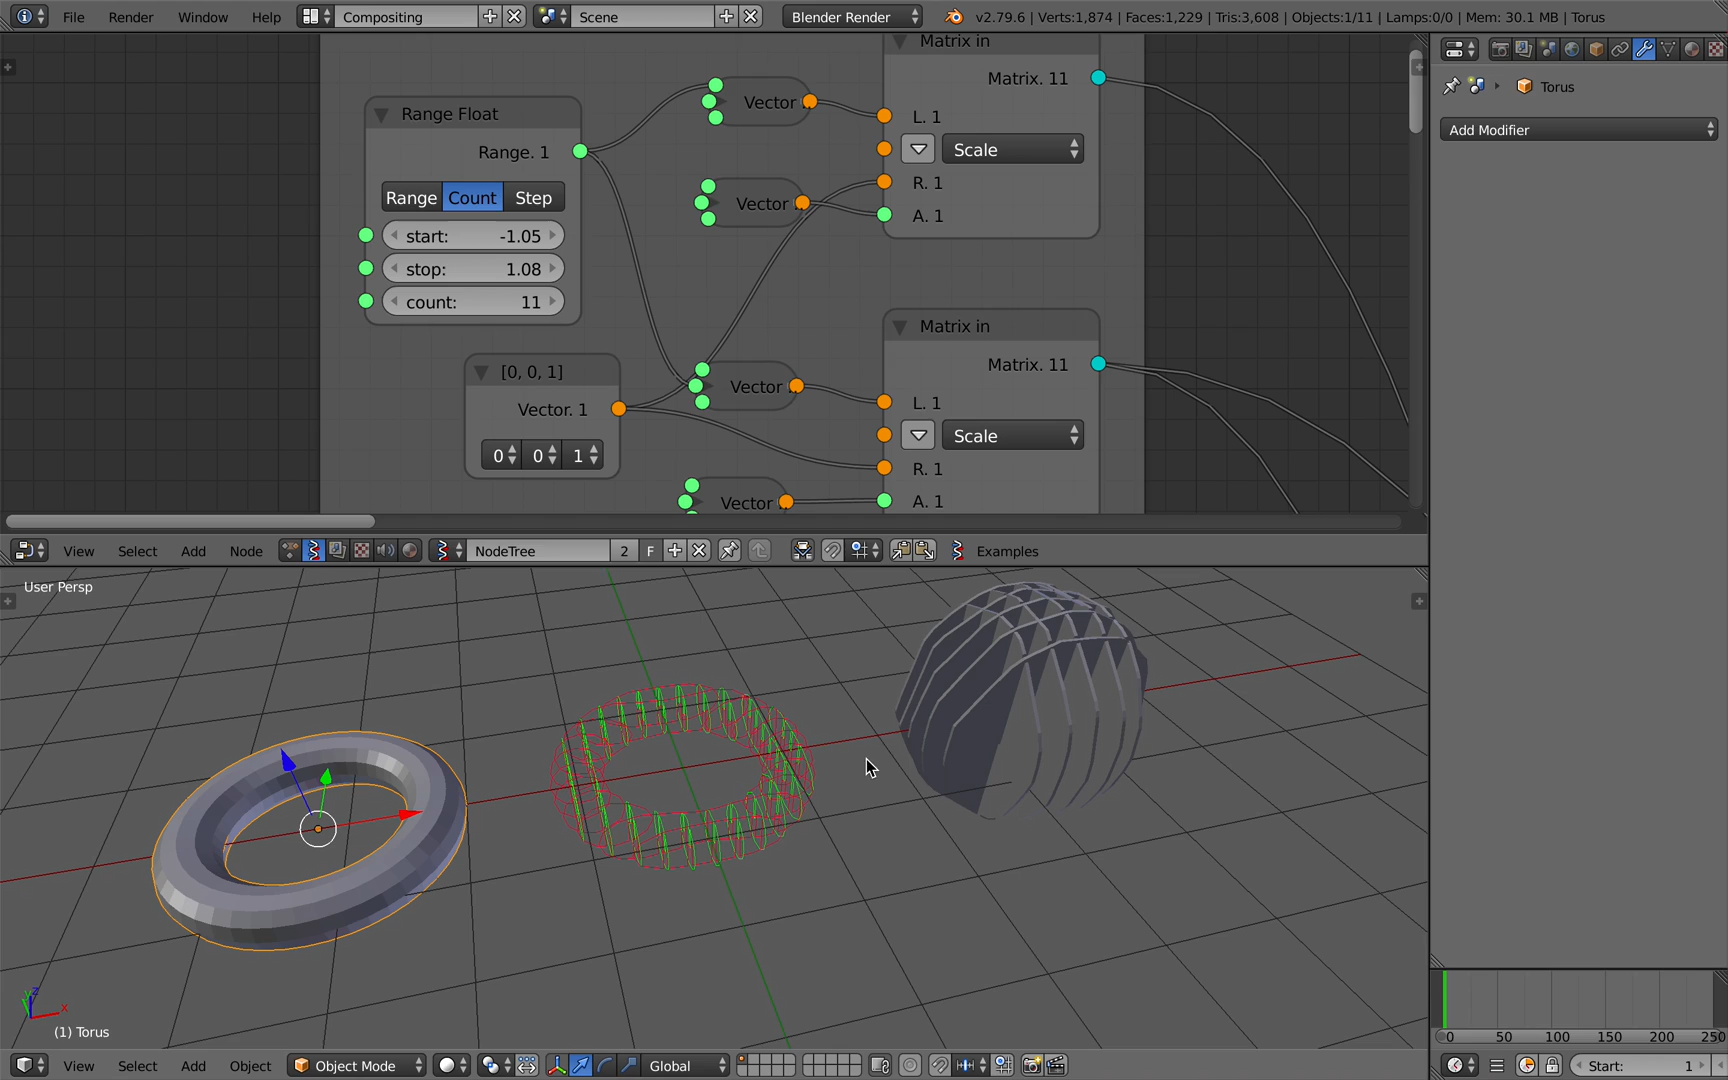 File Render Window Help Compositing Scene Blender Render v2.79.6 | Verts:1,874 | Faces:1,229 | Tris:3,608 | Objects:1/11 | Lamps:0/0 | Mem: 30.1 MB | Torus
Matrix in
Matrix. 11
Range Float
Range. 1
Range Count Step
start: -1.05
stop: 1.08
count: 11
Vector
L. 1
Scale
R. 1
A. 1
Vector
[0, 0, 1]
Vector. 1
0 0 1
Vector
Matrix in
Matrix. 11
L. 1
Scale
R. 1
A. 1
Vector
Torus
Add Modifier
View Select Add Node NodeTree 2 F Examples
User Persp
z
x
(1) Torus
0 50 100 150 200 250
View Select Add Object Object Mode Global
Start: 1